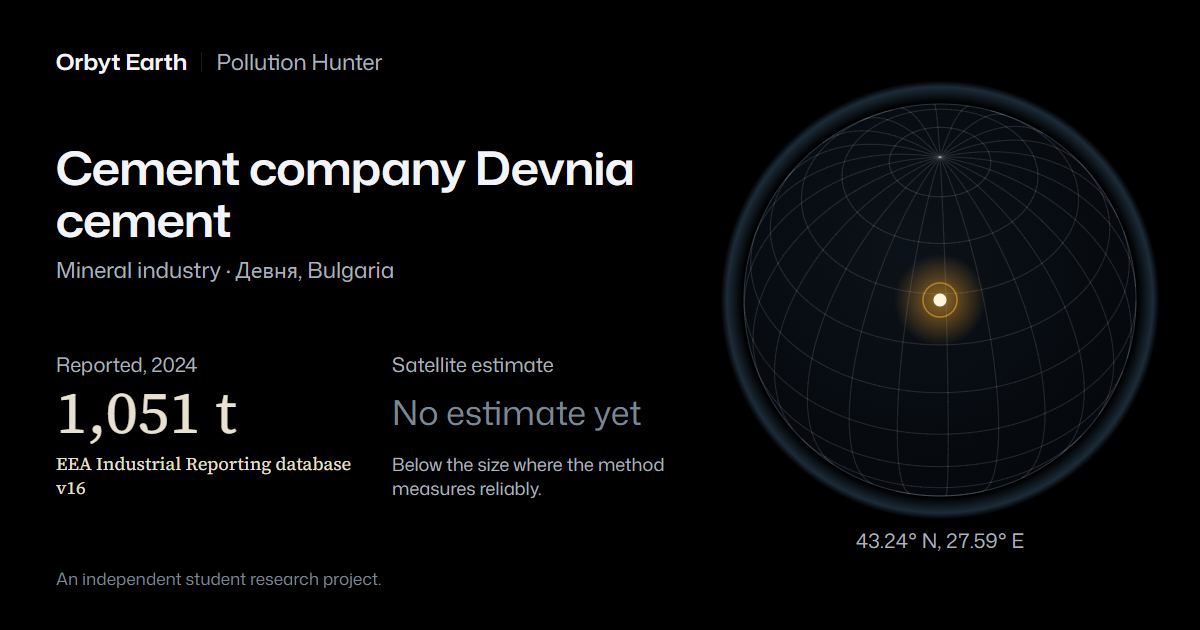 Orbyt Earth | Pollution Hunter
Cement company Devnia
cement
Mineral industry · Девня, Bulgaria
Reported, 2024
1,051 t
EEA Industrial Reporting database
v16
Satellite estimate
No estimate yet
Below the size where the method
measures reliably.
43.24° N, 27.59° E
An independent student research project.